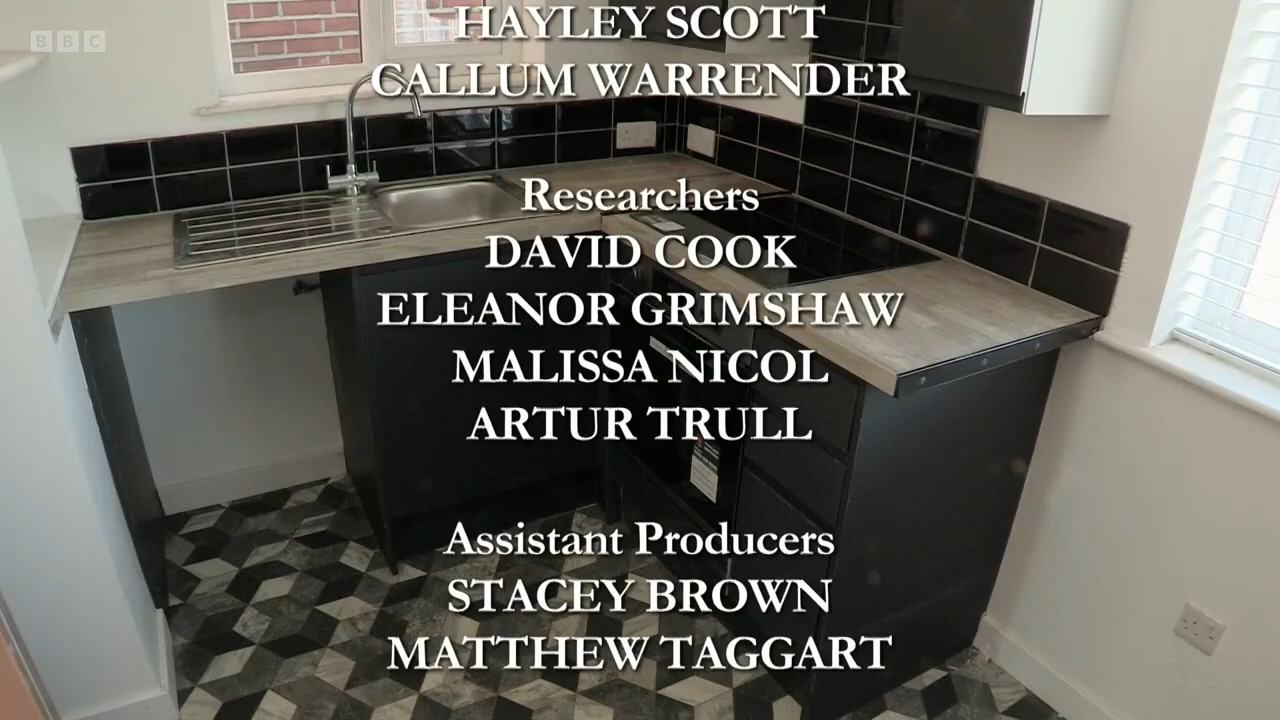 BBC
HAYLEY SCOTT
CALLUM WARRENDER
Researchers
DAVID COOK
ELEANOR GRIMSHAW
MALISSA NICOL
ARTUR TRULL
Assistant Producers
STACEY BROWN
MATTHEW TAGGART